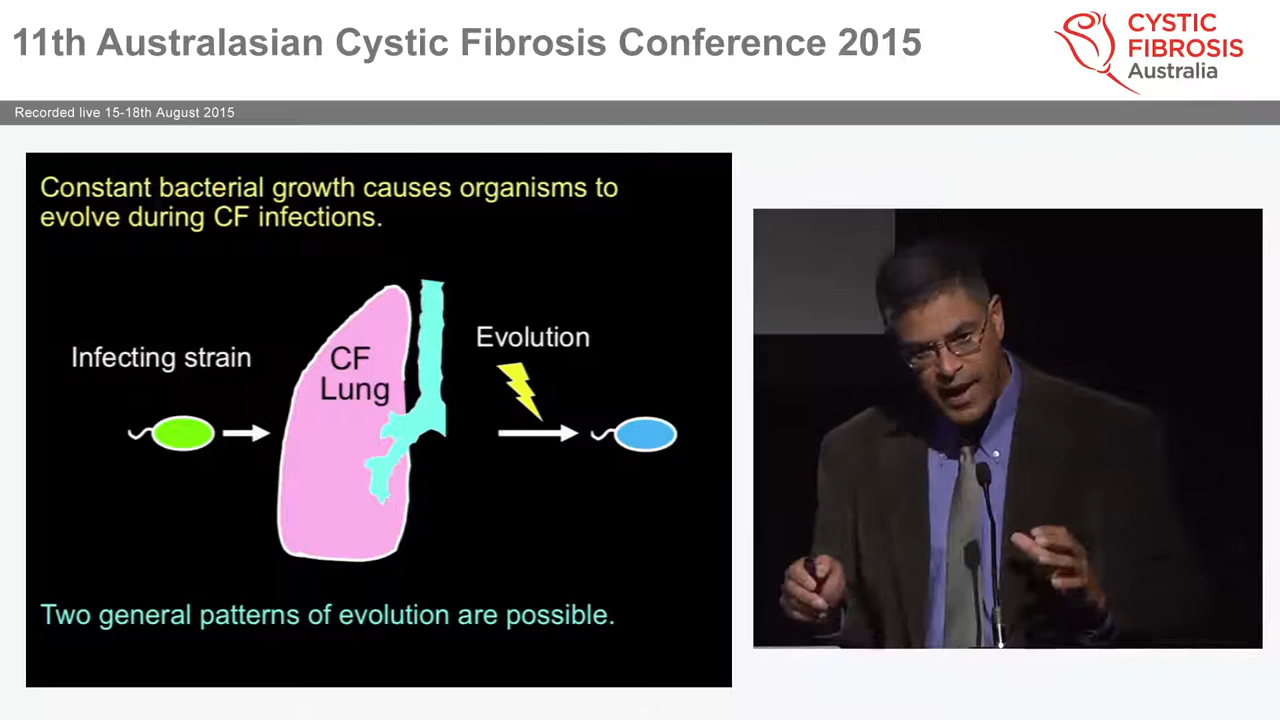 11th Australasian Cystic Fibrosis Conference 2015
CYSTIC
FIBROSIS
Australia
Recorded live 15-18th August 2015
Constant bacterial growth causes organisms to
evolve during CF infections.
Evolution
Infecting strain
CF
Lung
Two general patterns of evolution are possible.